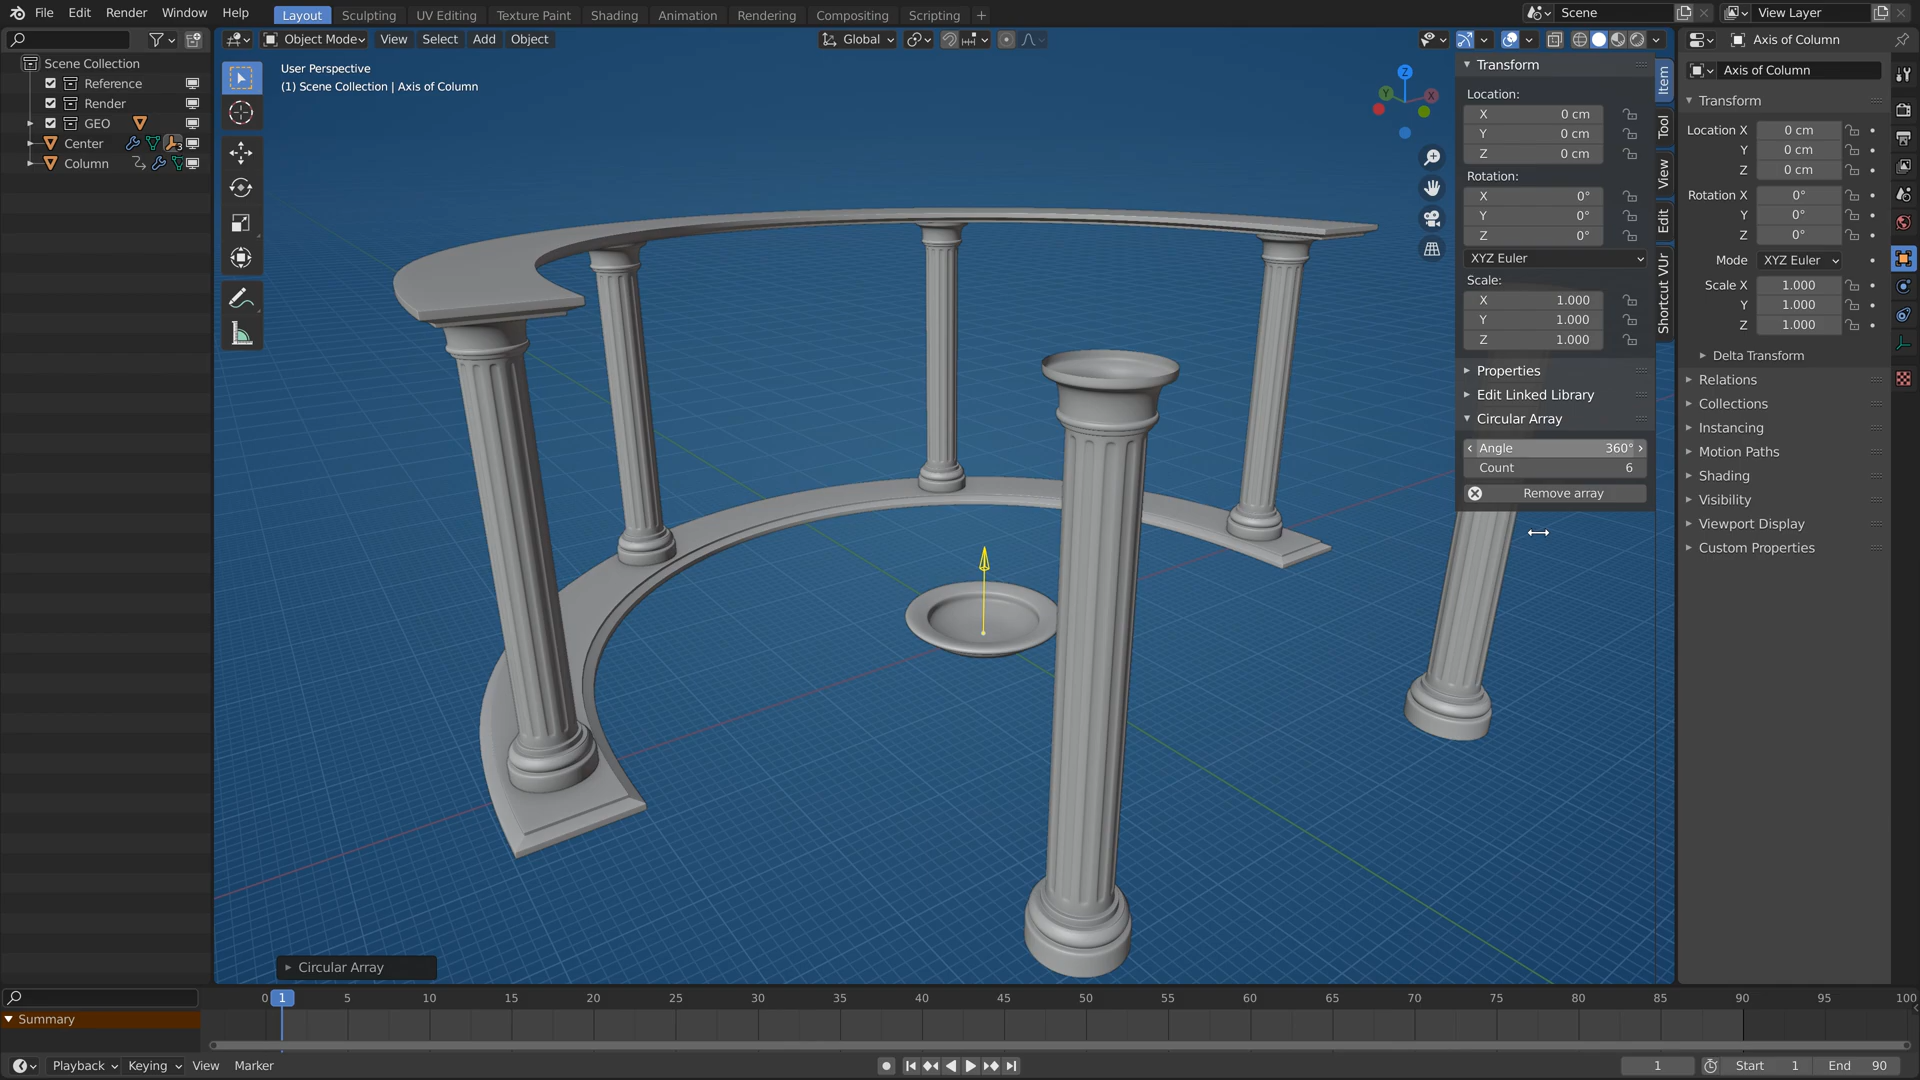 File Edit Render Window Help Layout Modeling Sculpting UV Editing Texture Paint Shading Animation Rendering Compositing Scripting + Scene View Layer
Object Mode View Select Add Object Global Axis of Column
Scene Collection
Reference
Render
GEO
Center 3
Column
User Perspective
(1) Scene Collection | Axis of Column
Z
Y
X
Transform
Location:
X 0 cm
Y 0 cm
Z 0 cm
Rotation:
X 0°
Y 0°
Z 0°
XYZ Euler
Scale:
X 1.000
Y 1.000
Z 1.000
Properties
Edit Linked Library
Circular Array
Angle 360°
Count 6
Remove array
Item
Tool
View
Edit
Shortcut VUr
Axis of Column
Transform
Location X 0 cm
Y 0 cm
Z 0 cm
Rotation X 0°
Y 0°
Z 0°
Mode XYZ Euler
Scale X 1.000
Y 1.000
Z 1.000
Delta Transform
Relations
Collections
Instancing
Motion Paths
Shading
Visibility
Viewport Display
Custom Properties
Circular Array
0 1 5 10 15 20 25 30 35 40 45 50 55 60 65 70 75 80 85 90 95 100
Summary
Playback Keying View Marker 1 Start 1 End 90